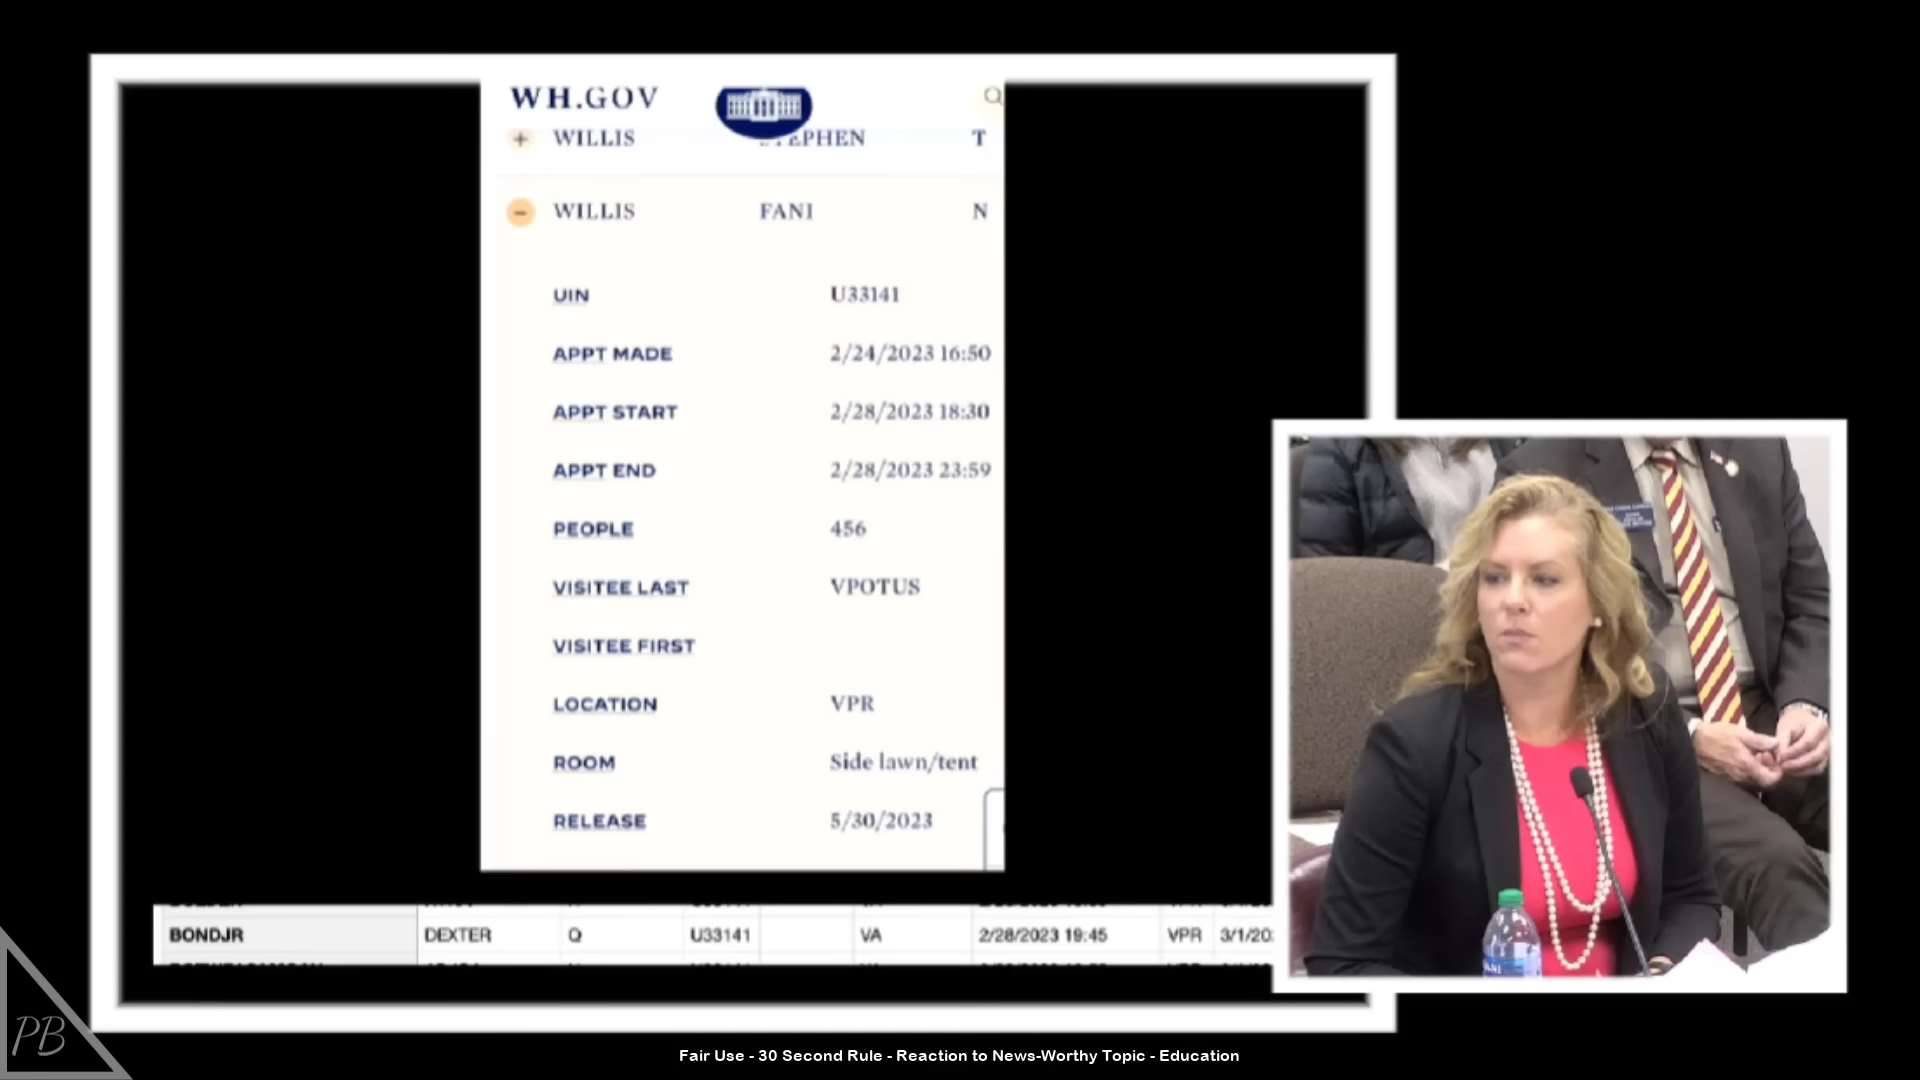 WH.GOV
+ WILLIS T
- WILLIS FANI N
UIN U33141
APPT MADE 2/24/2023 16:50
APPT START 2/28/2023 18:30
APPT END 2/28/2023 23:59
PEOPLE 456
VISITEE LAST VPOTUS
VISITEE FIRST
LOCATION VPR
ROOM Side lawn/tent
RELEASE 5/30/2023
BONDJR DEXTER Q U33141 VA 2/28/2023 19:45 VPR 3/1/20
PB
Fair Use - 30 Second Rule - Reaction to News-Worthy Topic - Education